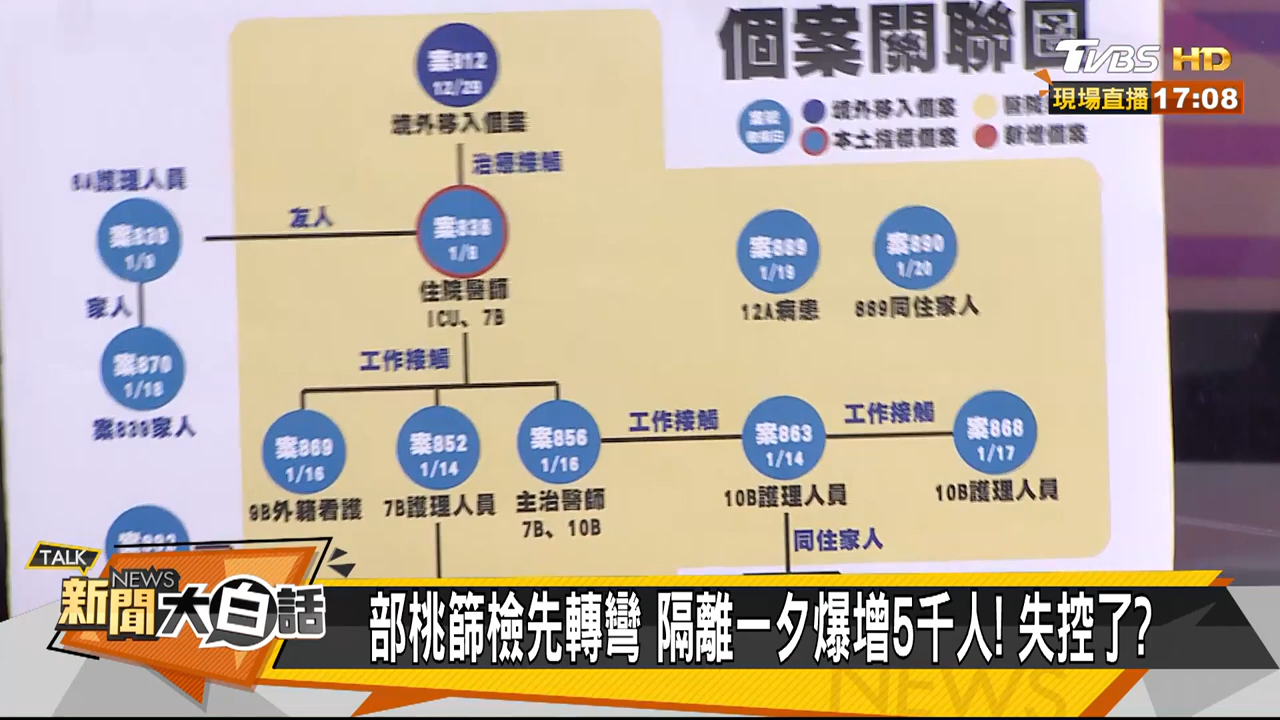 個案關聯圖
TVBS HD
現場直播 17:08
境外移入個案
本土指標個案
新增個案
案812
12/29
境外移入個案
治療接觸
護理人員
案839
1/9
友人
案838
1/8
住院醫師
ICU、7B
家人
案870
1/18
案839家人
案889
1/19
12A病患
案890
1/20
889同住家人
工作接觸
案869
1/16
9B外籍看護
案852
1/14
7B護理人員
案856
1/16
主治醫師
7B、10B
工作接觸
案863
1/14
10B護理人員
工作接觸
案868
1/17
10B護理人員
同住家人
TALK
NEWS
新聞大白話
部桃篩檢先轉彎 隔離一夕爆增5千人! 失控了?
NEWS